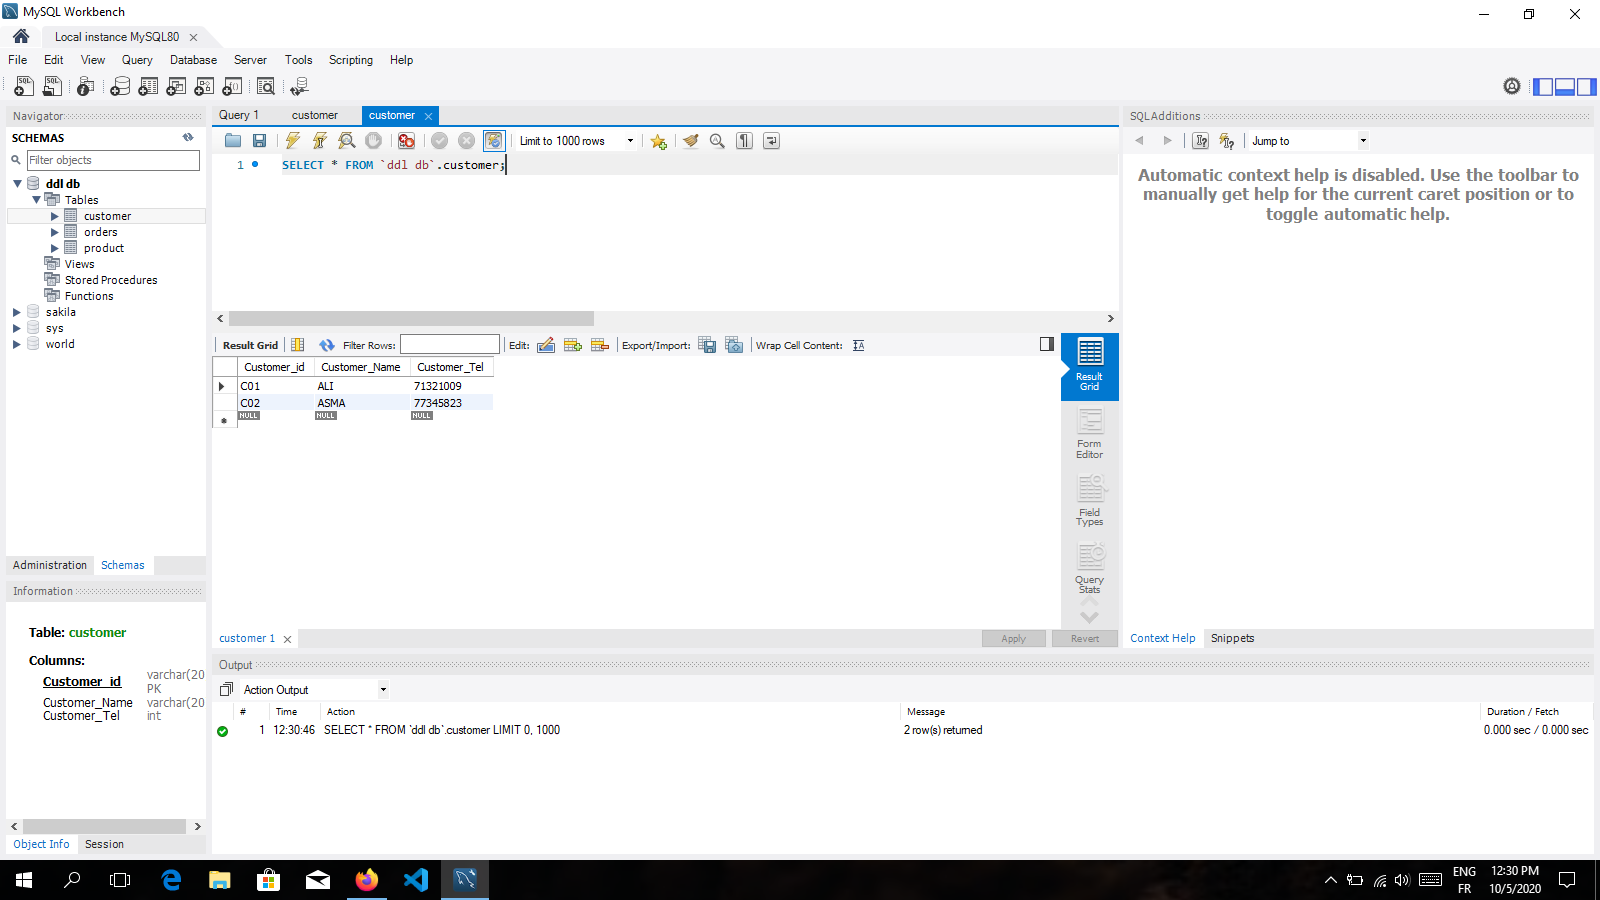 MySQL Workbench
Local instance MySQL80
File Edit View Query Database Server Tools Scripting Help
Navigator
SCHEMAS
Filter objects
ddl db
Tables
customer
orders
product
Views
Stored Procedures
Functions
sakila
sys
world
Administration Schemas
Information
Table: customer
Columns:
Customer_id varchar(20
PK
Customer_Name varchar(20
Customer_Tel int
Object Info Session
Query 1 customer customer
Limit to 1000 rows
1 SELECT * FROM `ddl db`.customer;
Result Grid Filter Rows: Edit: Export/Import: Wrap Cell Content:
Customer_id Customer_Name Customer_Tel
C01 ALI 71321009
C02 ASMA 77345823
NULL NULL NULL
Result
Grid
Form
Editor
Field
Types
Query
Stats
customer 1 Apply Revert
SQLAdditions
Jump to
Automatic context help is disabled. Use the toolbar to
manually get help for the current caret position or to
toggle automatic help.
Context Help Snippets
Output
Action Output
# Time Action Message Duration / Fetch
1 12:30:46 SELECT * FROM `ddl db`.customer LIMIT 0, 1000 2 row(s) returned 0.000 sec / 0.000 sec
ENG
FR
12:30 PM
10/5/2020